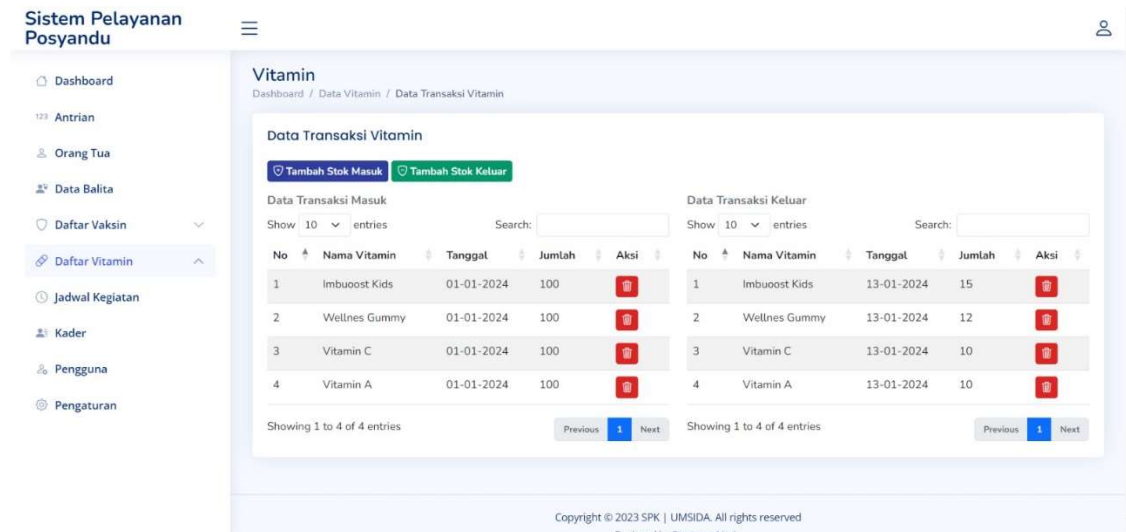 Sistem Pelayanan
Posyandu
Dashboard
123 Antrian
Orang Tua
Data Balita
Daftar Vaksin
Daftar Vitamin
Jadwal Kegiatan
Kader
Pengguna
Pengaturan
Vitamin
Dashboard / Data Vitamin / Data Transaksi Vitamin
Data Transaksi Vitamin
Tambah Stok Masuk Tambah Stok Keluar
Data Transaksi Masuk
Show 10 entries Search:
No Nama Vitamin Tanggal Jumlah Aksi
1 Imbuoost Kids 01-01-2024 100
2 Wellnes Gummy 01-01-2024 100
3 Vitamin C 01-01-2024 100
4 Vitamin A 01-01-2024 100
Showing 1 to 4 of 4 entries Previous 1 Next
Data Transaksi Keluar
Show 10 entries Search:
No Nama Vitamin Tanggal Jumlah Aksi
1 Imbuoost Kids 13-01-2024 15
2 Wellnes Gummy 13-01-2024 12
3 Vitamin C 13-01-2024 10
4 Vitamin A 13-01-2024 10
Showing 1 to 4 of 4 entries Previous 1 Next
Copyright © 2023 SPK | UMSIDA. All rights reserved